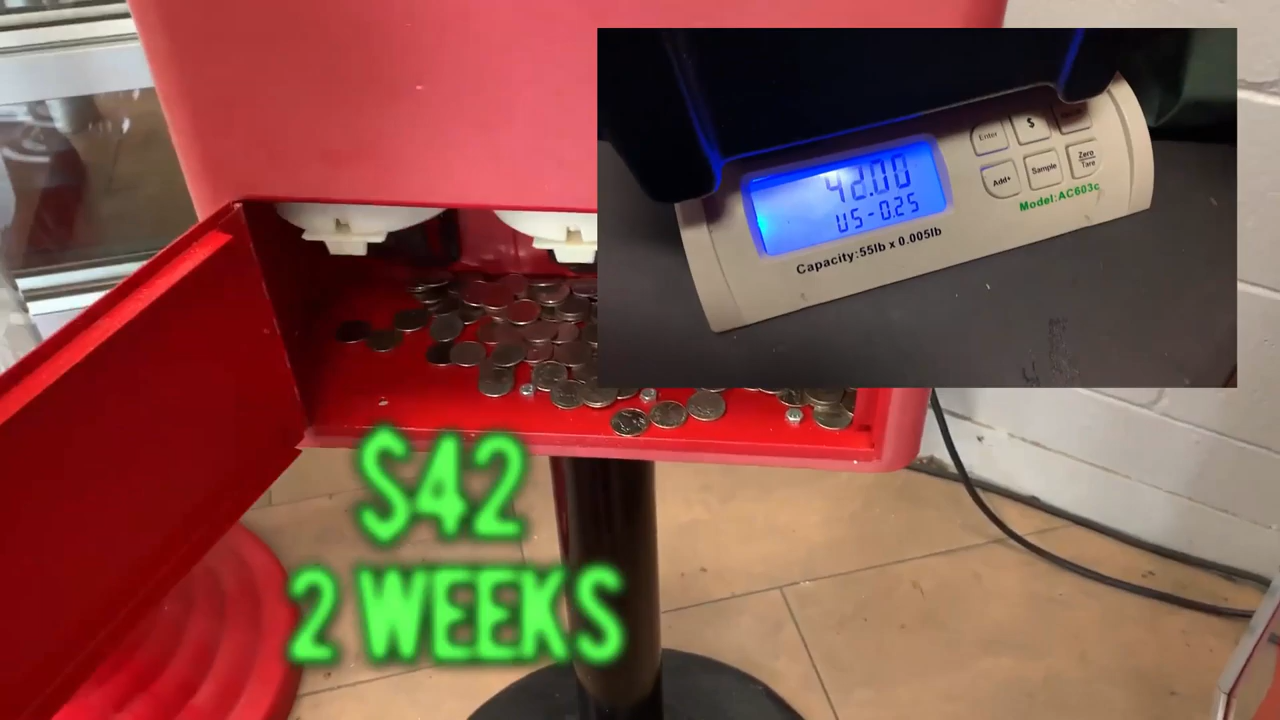 42.00
US-0.25
Enter
$
Add+
Sample
Zero
Tare
Model:AC603c
Capacity:55lb x 0.005lb
$42
2 WEEKS